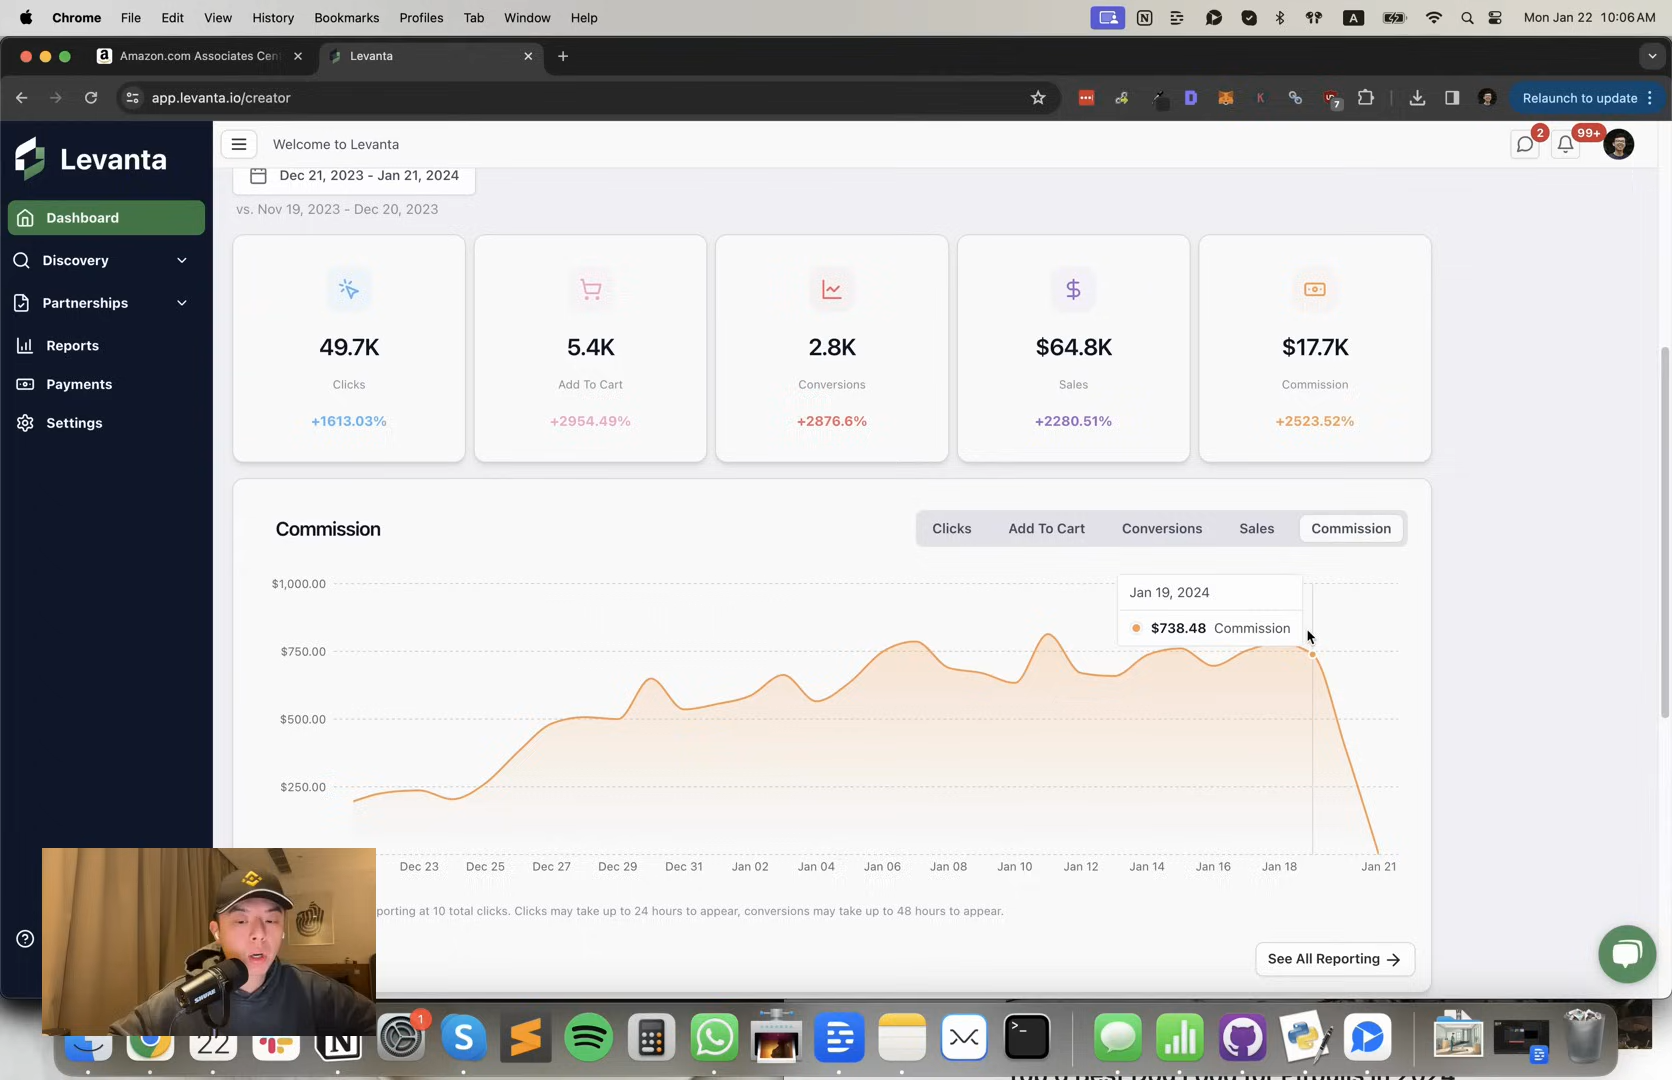 Chrome File Edit View History Bookmarks Profiles Tab Window Help N A Mon Jan 22 10:06 AM
a Amazon.com Associates Cen Levanta
app.levanta.io/creator D K 7 Relaunch to update
Levanta Welcome to Levanta 2 99+
Dec 21, 2023 - Jan 21, 2024
vs. Nov 19, 2023 - Dec 20, 2023
Dashboard
Discovery
Partnerships
Reports
Payments
Settings
49.7K
Clicks
+1613.03%
5.4K
Add To Cart
+2954.49%
2.8K
Conversions
+2876.6%
$64.8K
Sales
+2280.51%
$17.7K
Commission
+2523.52%
Commission Clicks Add To Cart Conversions Sales Commission
$1,000.00
$750.00
$500.00
$250.00
Jan 19, 2024
$738.48 Commission
Dec 23 Dec 25 Dec 27 Dec 29 Dec 31 Jan 02 Jan 04 Jan 06 Jan 08 Jan 10 Jan 12 Jan 14 Jan 16 Jan 18 Jan 21
porting at 10 total clicks. Clicks may take up to 24 hours to appear, conversions may take up to 48 hours to appear.
See All Reporting
SHURE
22 N 1 S